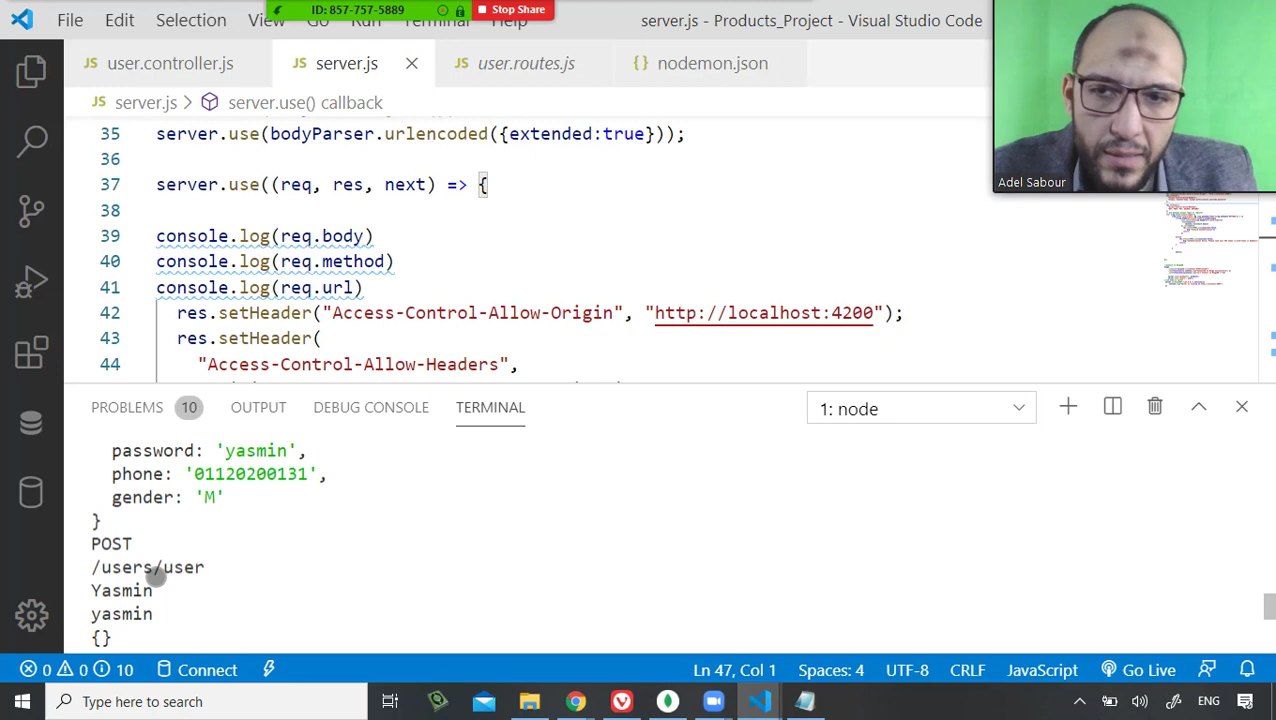 ID: 857-757-5889
Stop Share
File Edit Selection Go Run Terminal Help
server.js - Products_Project - Visual Studio Code
user.controller.js
server.js
user.routes.js
nodemon.json
server.js > server.use() callback
35 server.use(bodyParser.urlencoded({extended:true}));
36
37 server.use((req, res, next) => {
38
39 console.log(req.body)
40 console.log(req.method)
41 console.log(req.url)
42 res.setHeader("Access-Control-Allow-Origin", "http://localhost:4200");
43 res.setHeader(
44 "Access-Control-Allow-Headers",
Adel Sabour
PROBLEMS 10 OUTPUT DEBUG CONSOLE TERMINAL
1: node
password: 'yasmin',
phone: '01120200131',
gender: 'M'
}
POST
/users/user
Yasmin
yasmin
{}
0 0 10 Connect
Ln 47, Col 1 Spaces: 4 UTF-8 CRLF JavaScript Go Live
Type here to search
ENG